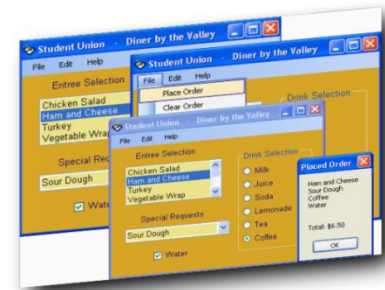 Student Union - Diner by the Valley
File Edit Help
Entree Selection
Chicken Salad
Ham and Cheese
Turkey
Vegetable Wrap
Special Req
Sour Dough
Water
Student Union - Diner by the Valley
File Edit Help
Place Order
Clear Order
Drink Selection
Student Union - Diner by the Valley
File Edit Help
Entree Selection
Chicken Salad
Ham and Cheese
Turkey
Vegetable Wrap
Special Requests
Sour Dough
Water
Drink Selection
Milk
Juice
Soda
Lemonade
Tea
Coffee
Placed Order
Ham and Cheese
Sour Dough
Coffee
Water
Total: $6.50
OK